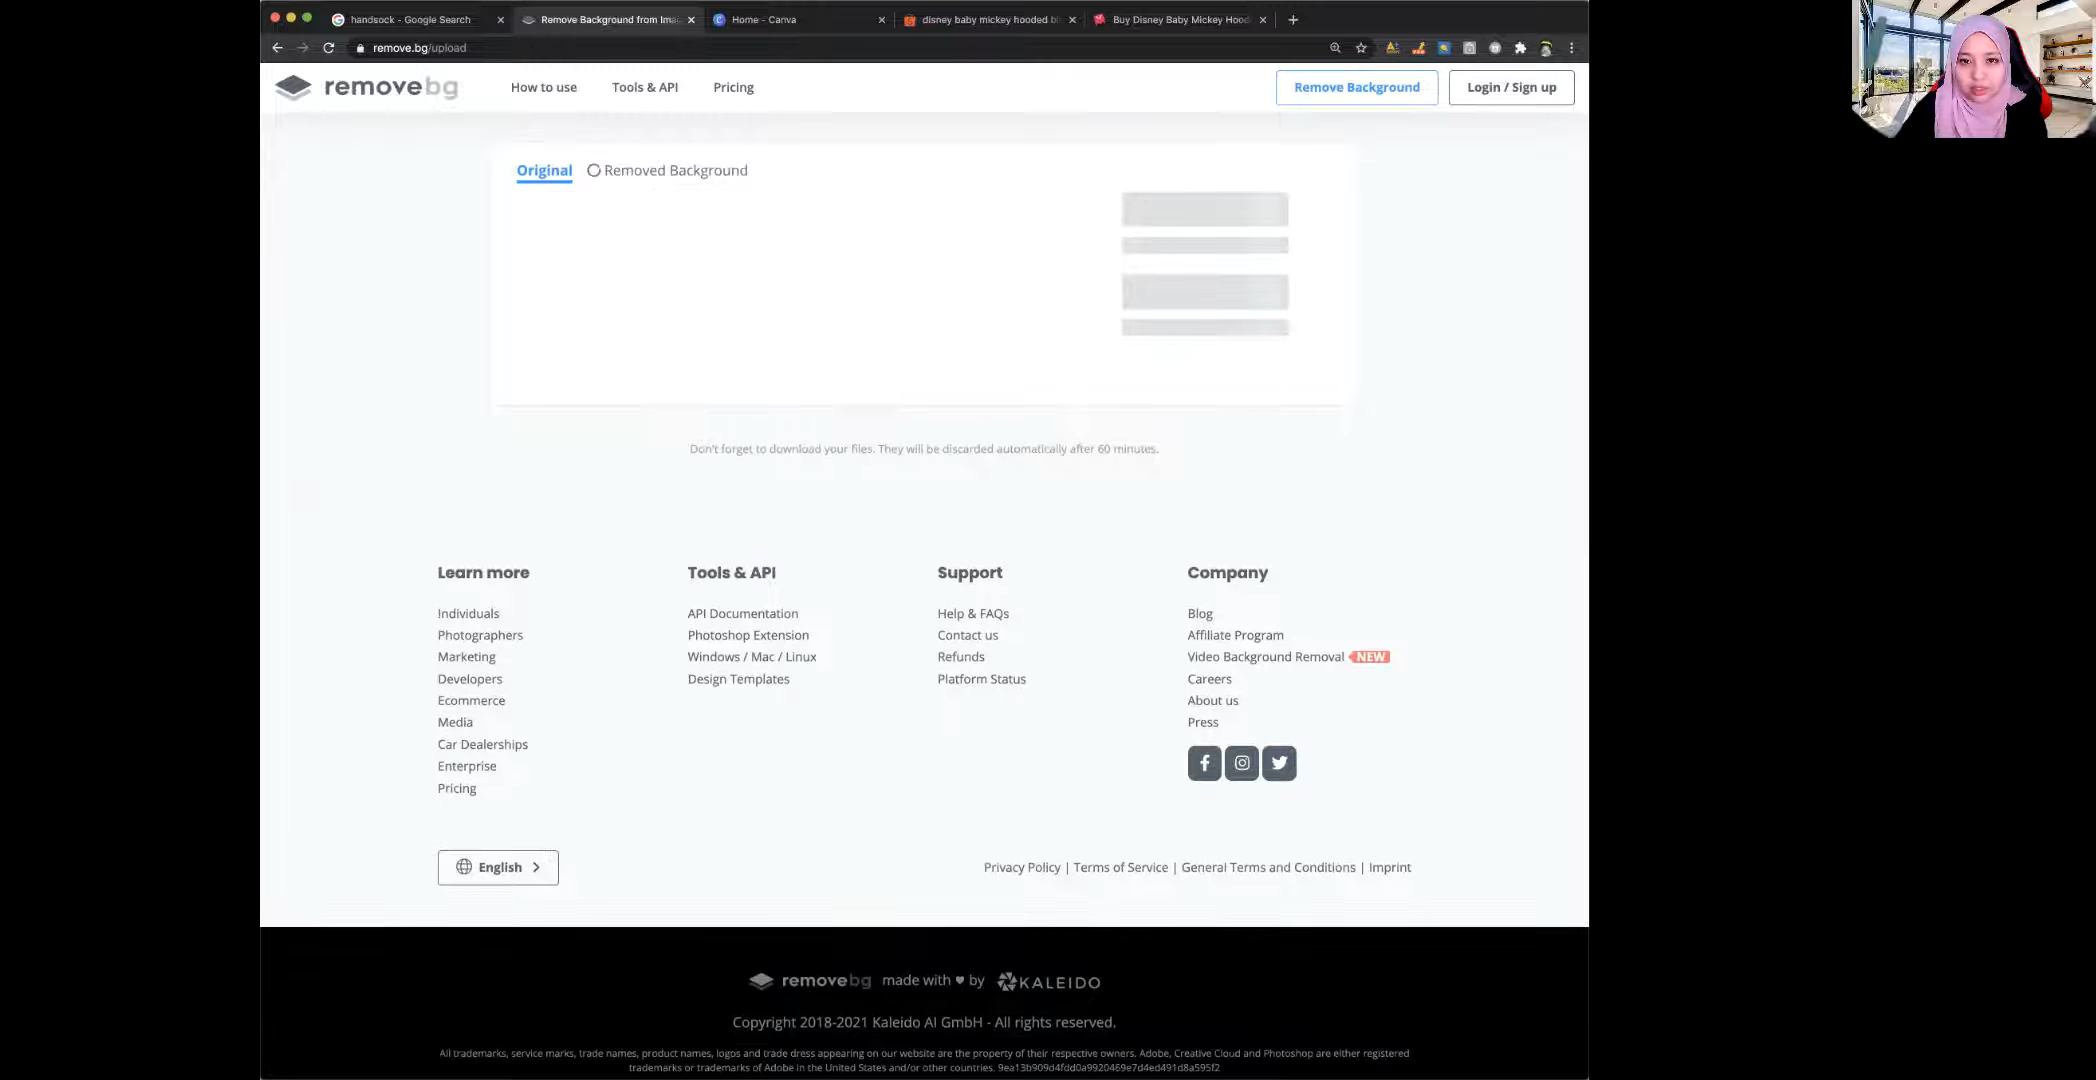 handsock - Google Search
Remove Background from Ima
Home - Canva
disney baby mickey hooded bl
Buy Disney Baby Mickey Hood
remove.bg/upload
removebg
How to use
Tools & API
Pricing
Remove Background
Login / Sign up
Original
Removed Background
Don't forget to download your files. They will be discarded automatically after 60 minutes.
Learn more
Individuals
Photographers
Marketing
Developers
Ecommerce
Media
Car Dealerships
Enterprise
Pricing
Tools & API
API Documentation
Photoshop Extension
Windows / Mac / Linux
Design Templates
Support
Help & FAQs
Contact us
Refunds
Platform Status
Company
Blog
Affiliate Program
Video Background Removal NEW
Careers
About us
Press
English
Privacy Policy | Terms of Service | General Terms and Conditions | Imprint
removebg made with ♥ by KALEIDO
Copyright 2018-2021 Kaleido AI GmbH - All rights reserved.
All trademarks, service marks, trade names, product names, logos and trade dress appearing on our website are the property of their respective owners. Adobe, Creative Cloud and Photoshop are either registered
trademarks or trademarks of Adobe in the United States and/or other countries. 9ea13b909d4fdd0a9920469e7d4ed491d8a595f2